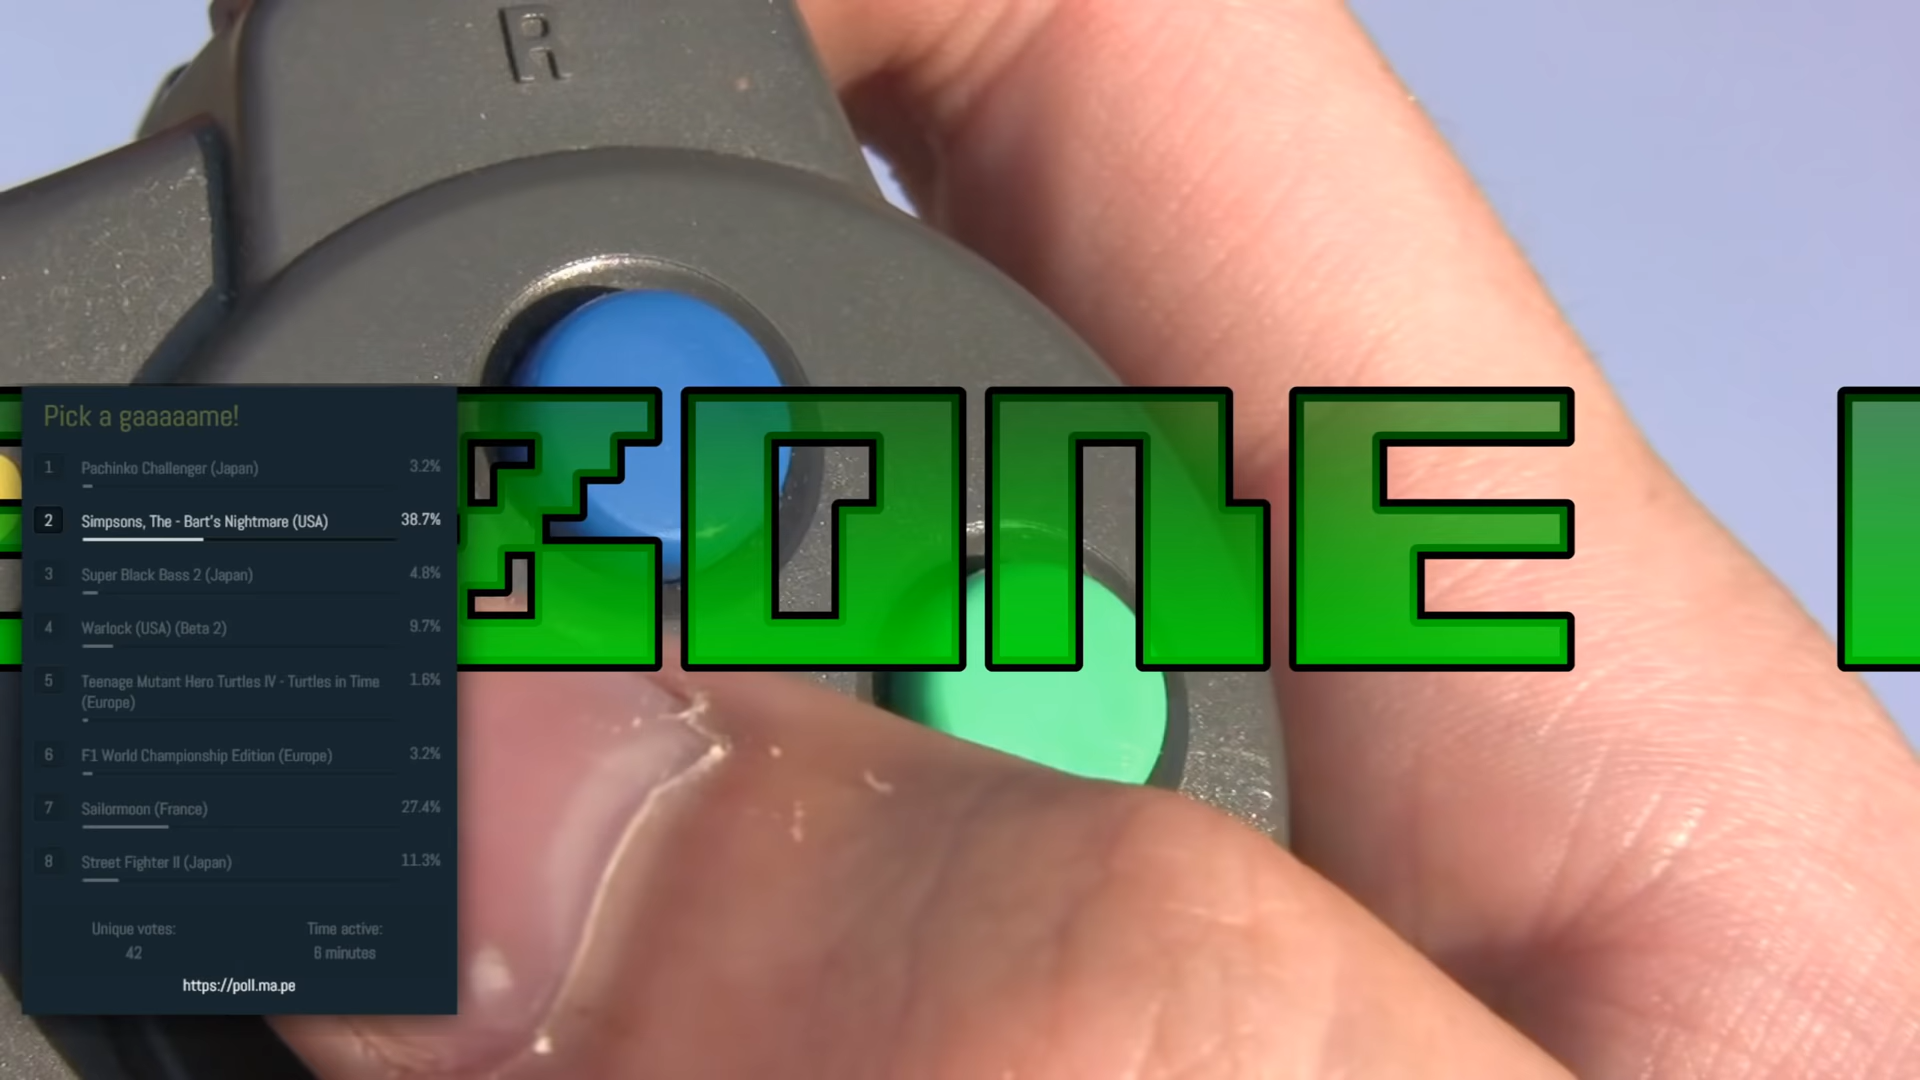 R
Pick a gaaaaame!
1 Pachinko Challenger (Japan) 3.2%
2 Simpsons, The - Bart's Nightmare (USA) 38.7%
3 Super Black Bass 2 (Japan) 4.8%
4 Warlock (USA) (Beta 2) 9.7%
5 Teenage Mutant Hero Turtles IV - Turtles in Time 1.6%
(Europe)
6 F1 World Championship Edition (Europe) 3.2%
7 Sailormoon (France) 27.4%
8 Street Fighter II (Japan) 11.3%
Unique votes: Time active:
42 6 minutes
https://poll.ma.pe
ONE